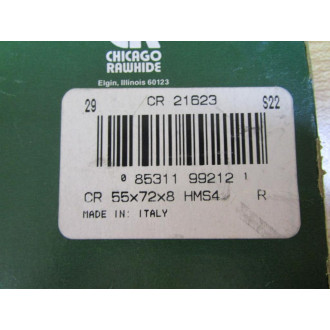 CR
CHICAGO
RAWHIDE
Elgin, Illinois 60123
29 CR 21623 S22
0 85311 99212 1
CR 55x72x8 HMS4 R
MADE IN: ITALY